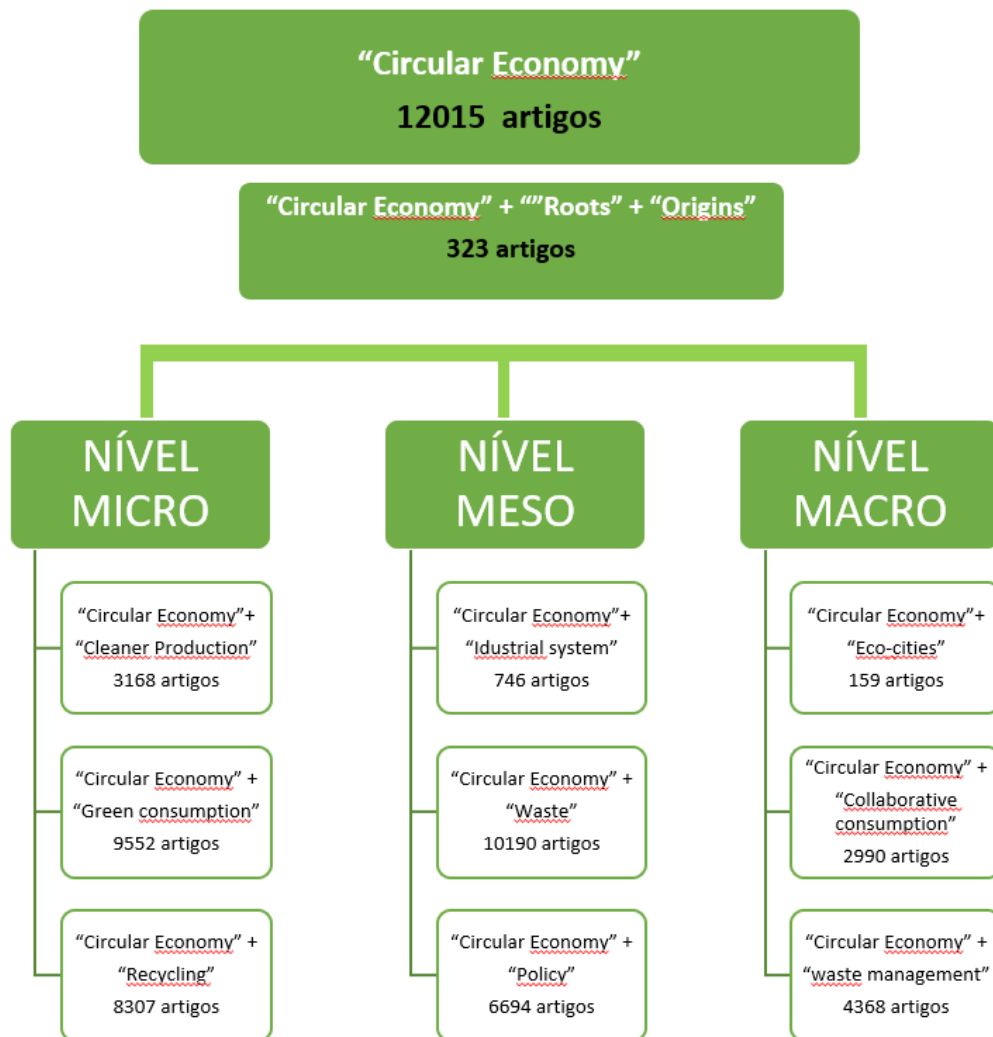 “Circular Economy”
12015 artigos
“Circular Economy” + “”Roots” + “Origins”
323 artigos
NÍVEL
MICRO
“Circular Economy”+
“Cleaner Production”
3168 artigos
“Circular Economy” +
“Green consumption”
9552 artigos
“Circular Economy” +
“Recycling”
8307 artigos
NÍVEL
MESO
“Circular Economy”+
“Idustrial system”
746 artigos
“Circular Economy” +
“Waste”
10190 artigos
“Circular Economy” +
“Policy”
6694 artigos
NÍVEL
MACRO
“Circular Economy”+
“Eco-cities”
159 artigos
“Circular Economy” +
“Collaborative
consumption”
2990 artigos
“Circular Economy” +
“waste management”
4368 artigos